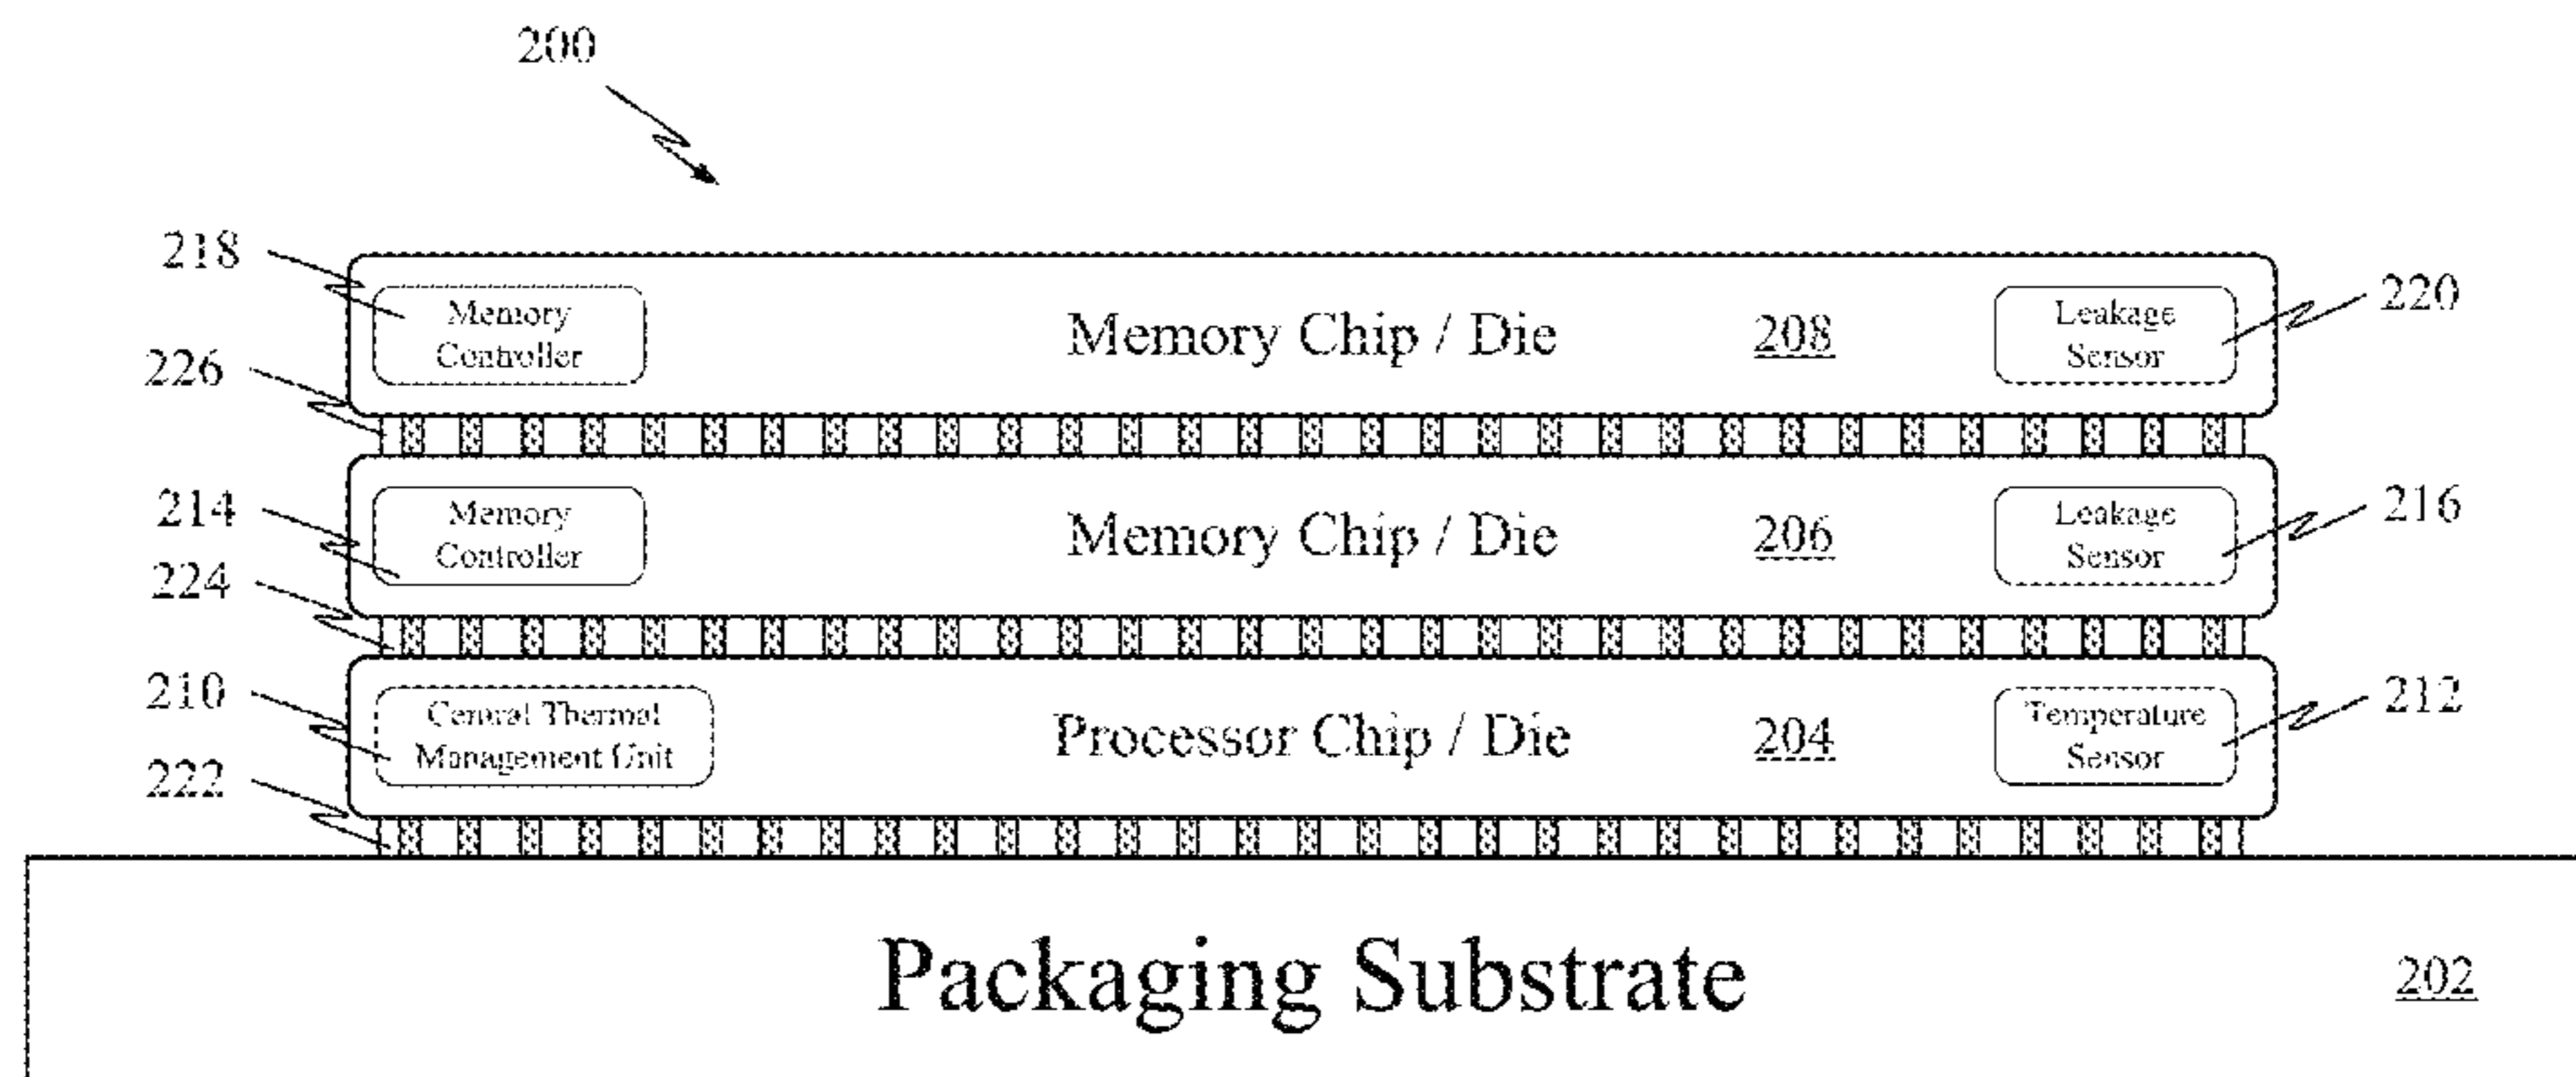 200
218
Memory
Controller
Memory Chip / Die 208
Leakage
Sensor
220
226
214
Memory
Controller
Memory Chip / Die 206
Leakage
Sensor
216
224
210
Central Thermal
Management Unit
Processor Chip / Die 204
Temperature
Sensor
212
222
Packaging Substrate 202